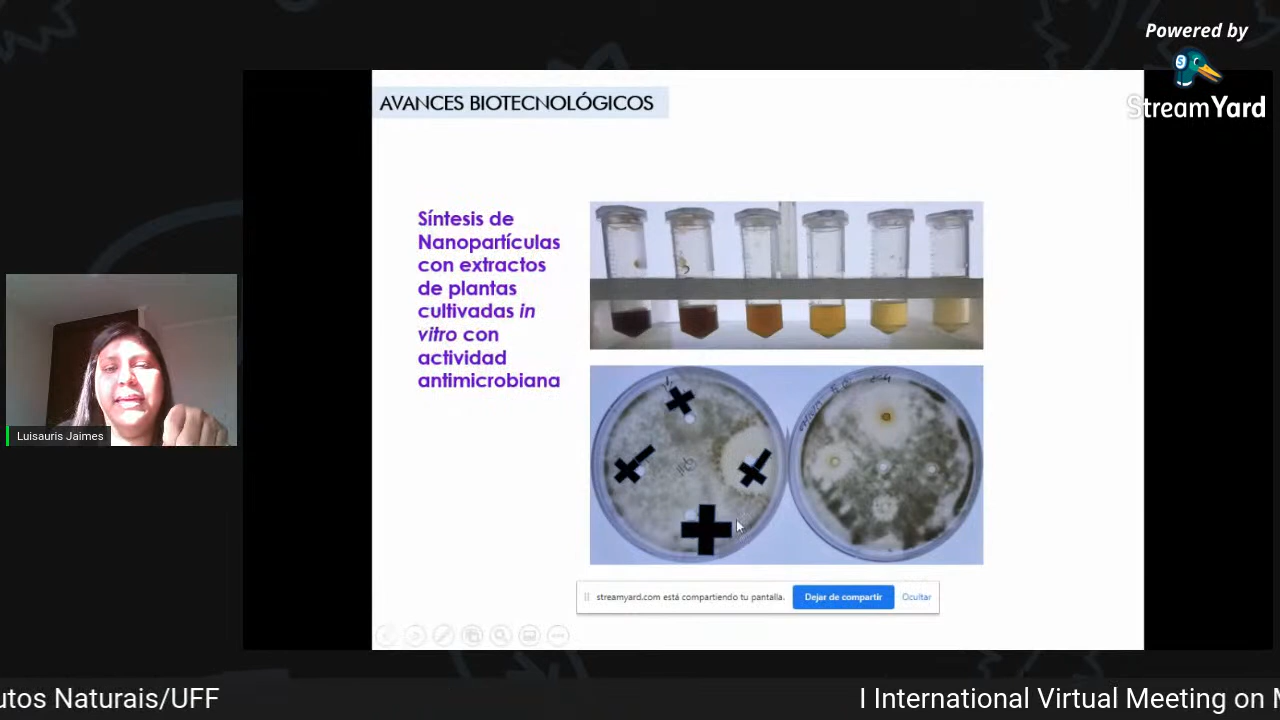 Powered by
StreamYard
AVANCES BIOTECNOLÓGICOS
Síntesis de
Nanopartículas
con extractos
de plantas
cultivadas in
vitro con
actividad
antimicrobiana
Luisauris Jaimes
streamyard.com está compartiendo tu pantalla.
Dejar de compartir
Ocultar
utos Naturais/UFF
I International Virtual Meeting on